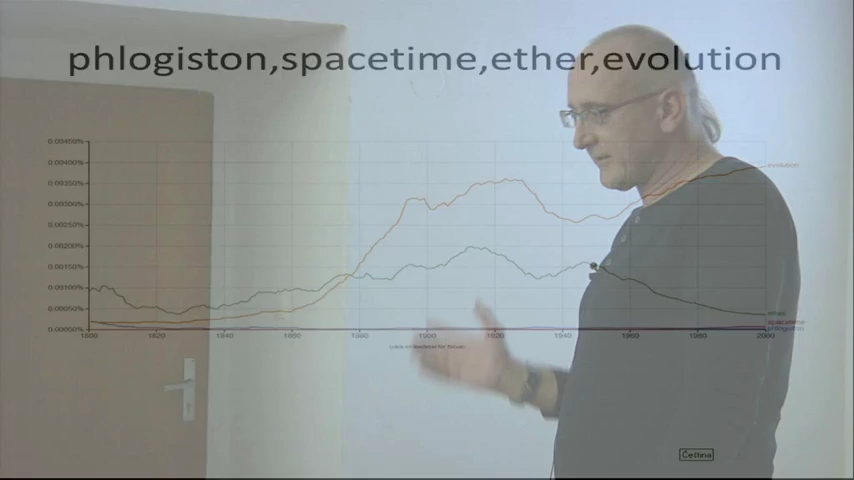 phlogiston,spacetime,ether,evolution
0.00450%
0.00400%
evolution
0.00350%
0.00300%
0.00250%
0.00200%
0.00150%
0.00100%
0.00050%
ether
spacetime
0.00000%
phlogiston
1800 1820 1840 1860 1880 1900 1920 1940 1960 1980 2000
Čeština